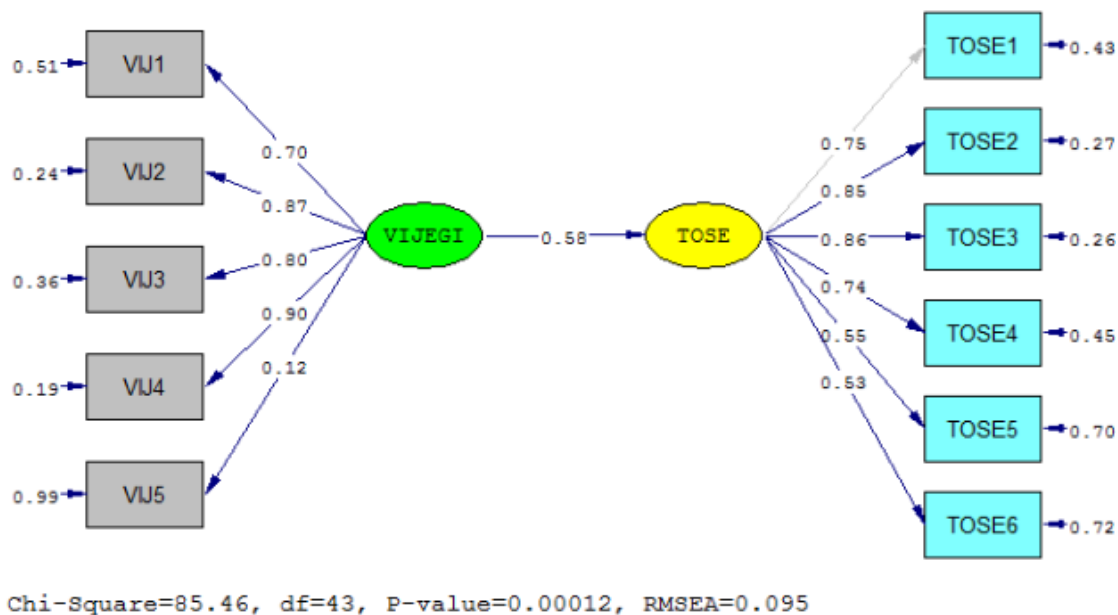 TOSE1
0.43
VIJ1
0.51
0.75
0.70
TOSE2
0.27
VIJ2
0.24
0.85
0.87
VIJEGI
0.58
TOSE
0.86
TOSE3
0.26
0.80
VIJ3
0.36
0.74
0.90
TOSE4
0.45
0.55
0.12
VIJ4
0.19
0.53
TOSE5
0.70
VIJ5
0.99
TOSE6
0.72
Chi-Square=85.46, df=43, P-value=0.00012, RMSEA=0.095